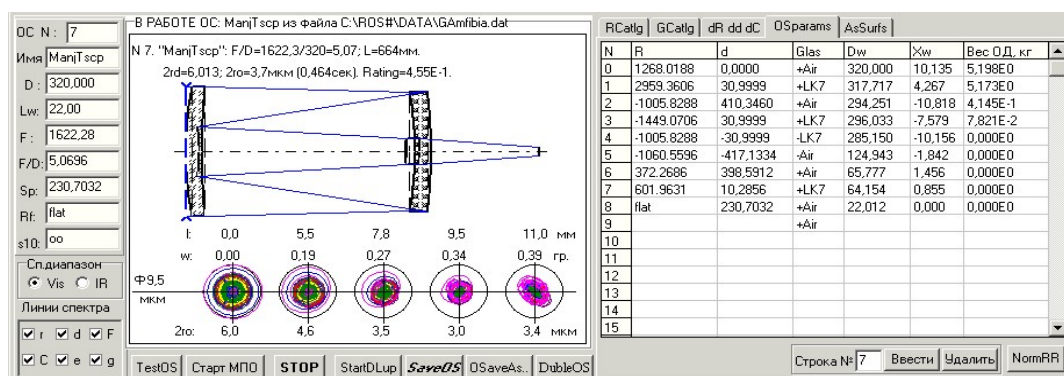 ОС N : 7
Имя ManjTscp
D : 320,000
Lw: 22,00
F : 1622,28
F/D: 5,0696
Sp: 230,7032
Rf: flat
s10: oo
Сп.диапазон
Vis IR
Линии спектра
r d F
C e g
В РАБОТЕ ОС: ManjTscp из файла C:\ROS#\DATA\GAmfibia.dat
N 7. "ManjTscp": F/D=1622,3/320=5,07; L=664мм.
2rd=6,013; 2ro=3,7мкм (0,464сек). Rating=4,55E-1.
l: 0,0 5,5 7,8 9,5 11,0 мм
w: 0,00 0,19 0,27 0,34 0,39 гр.
Ф9,5
мкм
2ro: 6,0 4,6 3,5 3,0 3,4 мкм
TestOS Старт МПО STOP StartDLup SaveOS OSaveAs.. DubleOS
RCatlg GCatlg dR dd dC OSparams AsSurfs
N R d Glas Dw Xw Вес ОД, кг
0 1268.0188 0,0000 +Air 320,000 10,135 5,198E0
1 2959.3606 30,9999 +LK7 317,717 4,267 5,173E0
2 -1005.8288 410,3460 +Air 294,251 -10,818 4,145E-1
3 -1449.0706 30,9999 +LK7 296,033 -7,579 7,821E-2
4 -1005.8288 -30,9999 -LK7 285,150 -10,156 0,000E0
5 -1060.5596 -417,1334 -Air 124,943 -1,842 0,000E0
6 372.2686 398,5912 +Air 65,777 1,456 0,000E0
7 601.9631 10,2856 +LK7 64,154 0,855 0,000E0
8 flat 230,7032 +Air 22,012 0,000 0,000E0
9 +Air
10
11
12
13
14
15
Строка № 7 Ввести Удалить NormRR